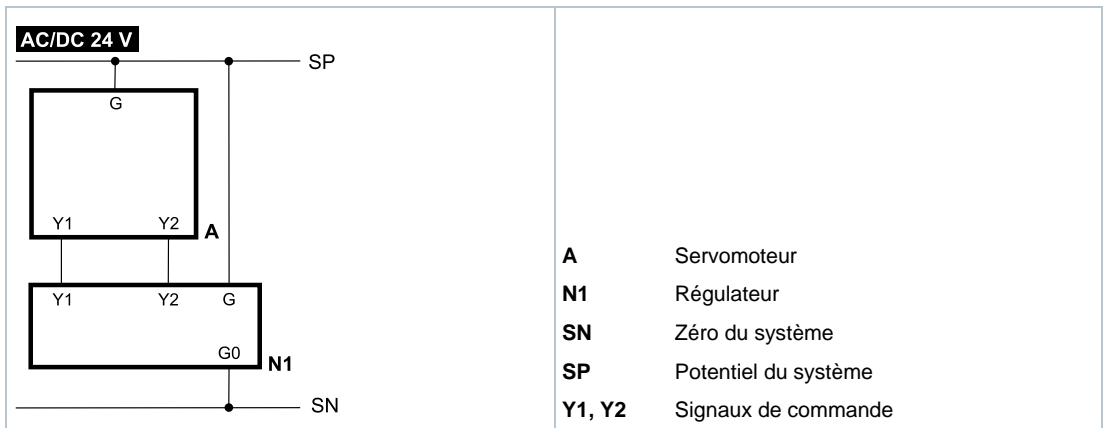 AC/DC 24 V
SP
G
Y1 Y2
A
Y1 Y2 G
G0
N1
SN
A Servomoteur
N1 Régulateur
SN Zéro du système
SP Potentiel du système
Y1, Y2 Signaux de commande